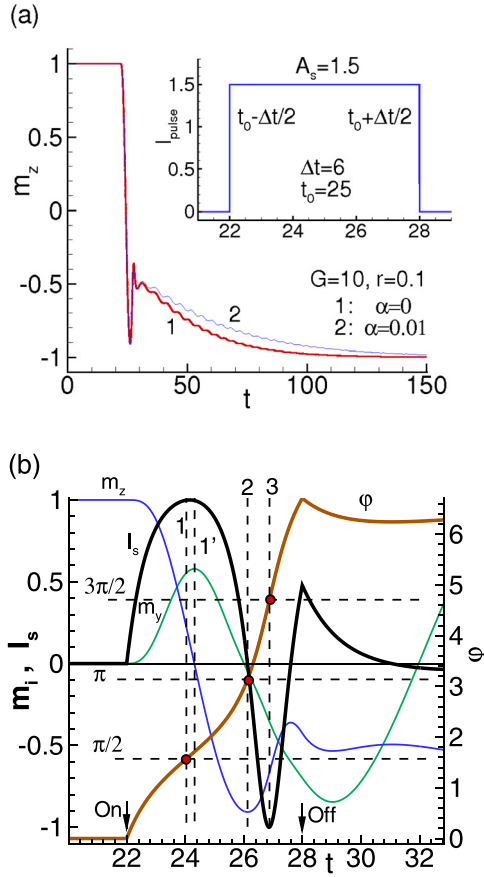 (a)
A_s=1.5
1
0.5
0
-0.5
-1
m_z
1.5
1
0.5
0
I_pulse
t_0-Δt/2
t_0+Δt/2
Δt=6
t_0=25
22
24
26
28
G=10, r=0.1
1: α=0
2: α=0.01
1
2
0
50
100
150
t
(b)
m_z
I_s
m_y
1
1'
2
3
φ
1
0.5
0
-0.5
-1
m_i , I_s
3π/2
π
π/2
On
Off
6
5
4
3
2
1
0
φ
22
24
26
28
30
32
t